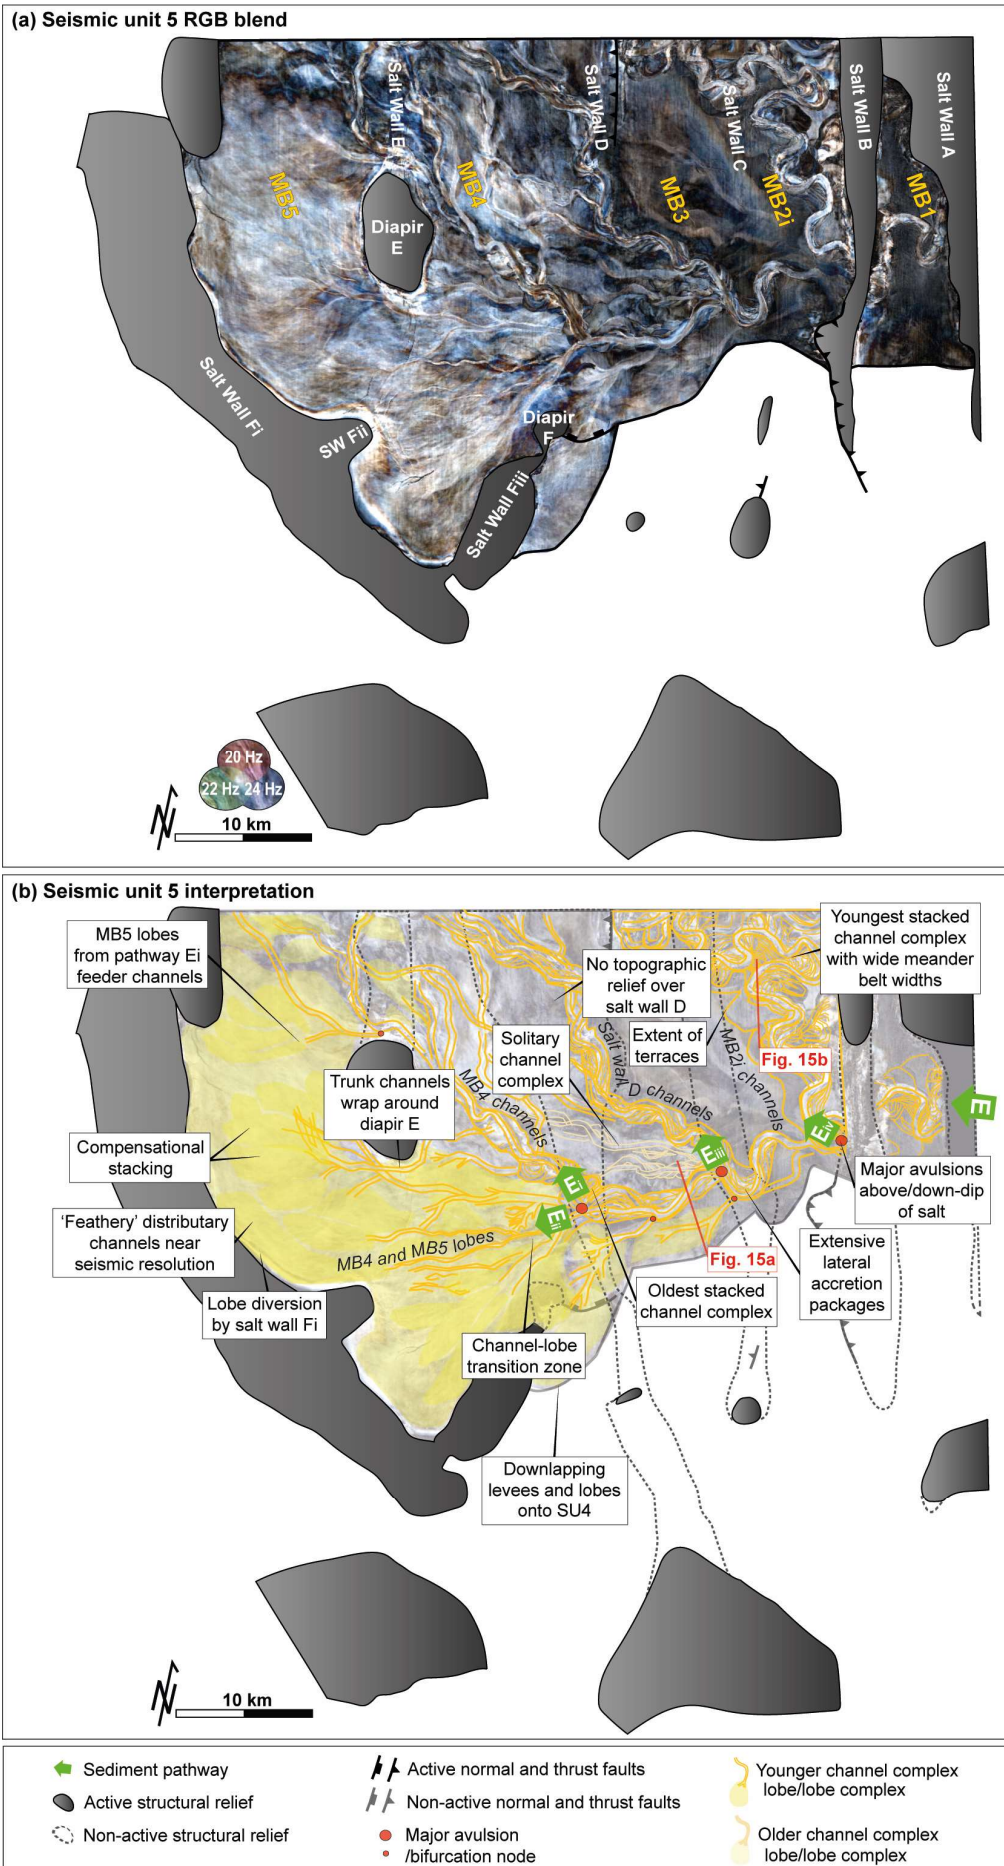 (a) Seismic unit 5 RGB blend
Salt Wall Ei
Salt Wall D
Salt Wall C
Salt Wall B
Salt Wall A
MB5
MB4
MB3
MB2i
MB1
Diapir
E
Salt Wall Fi
SW Fii
Diapir
F
Salt Wall Fiii
20 Hz
22 Hz
24 Hz
N
10 km
(b) Seismic unit 5 interpretation
MB5 lobes
from pathway Ei
feeder channels
No topographic
relief over
salt wall D
Youngest stacked
channel complex
with wide meander
belt widths
Solitary
channel
complex
Extent of
terraces
Fig. 15b
Trunk channels
wrap around
diapir E
MB4 channels
Salt wall D channels
MB2i channels
E
Ei
Eii
Eiii
Eiv
Compensational
stacking
Major avulsions
above/down-dip
of salt
'Feathery' distributary
channels near
seismic resolution
MB4 and MB5 lobes
Fig. 15a
Extensive
lateral
accretion
packages
Lobe diversion
by salt wall Fi
Oldest stacked
channel complex
Channel-lobe
transition zone
Downlapping
levees and lobes
onto SU4
N
10 km
Sediment pathway
Active structural relief
Non-active structural relief
Active normal and thrust faults
Non-active normal and thrust faults
Major avulsion
/bifurcation node
Younger channel complex
lobe/lobe complex
Older channel complex
lobe/lobe complex